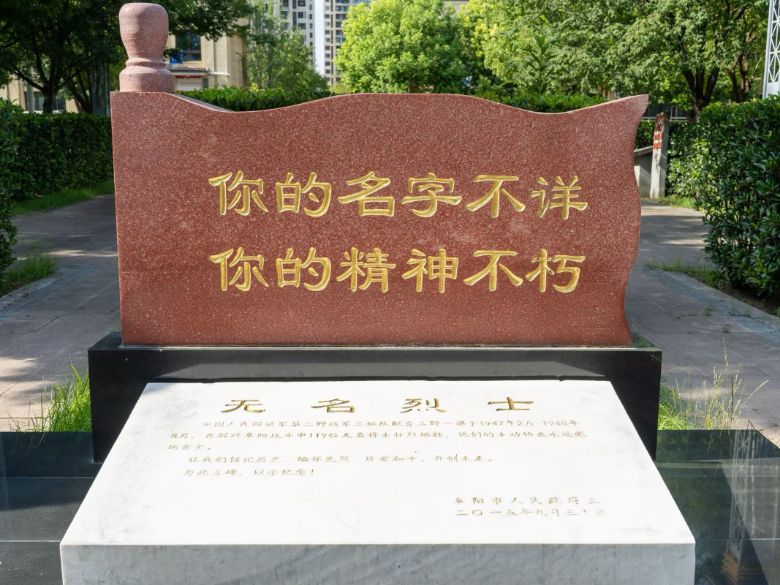 你的名字不详
你的精神不朽
无名烈士
中国人民解放军第二野战军二纵队配合三野一部于1947年2月 1948年
8月，在解放阜阳战斗中119位无名将士壮烈牺牲，他们的丰功伟业永远彪
炳青史。
让我们铭记历史、缅怀先烈、珍爱和平、开创未来。
为此立碑，以示纪念！
阜阳市人民政府立
二〇一五年九月三十日